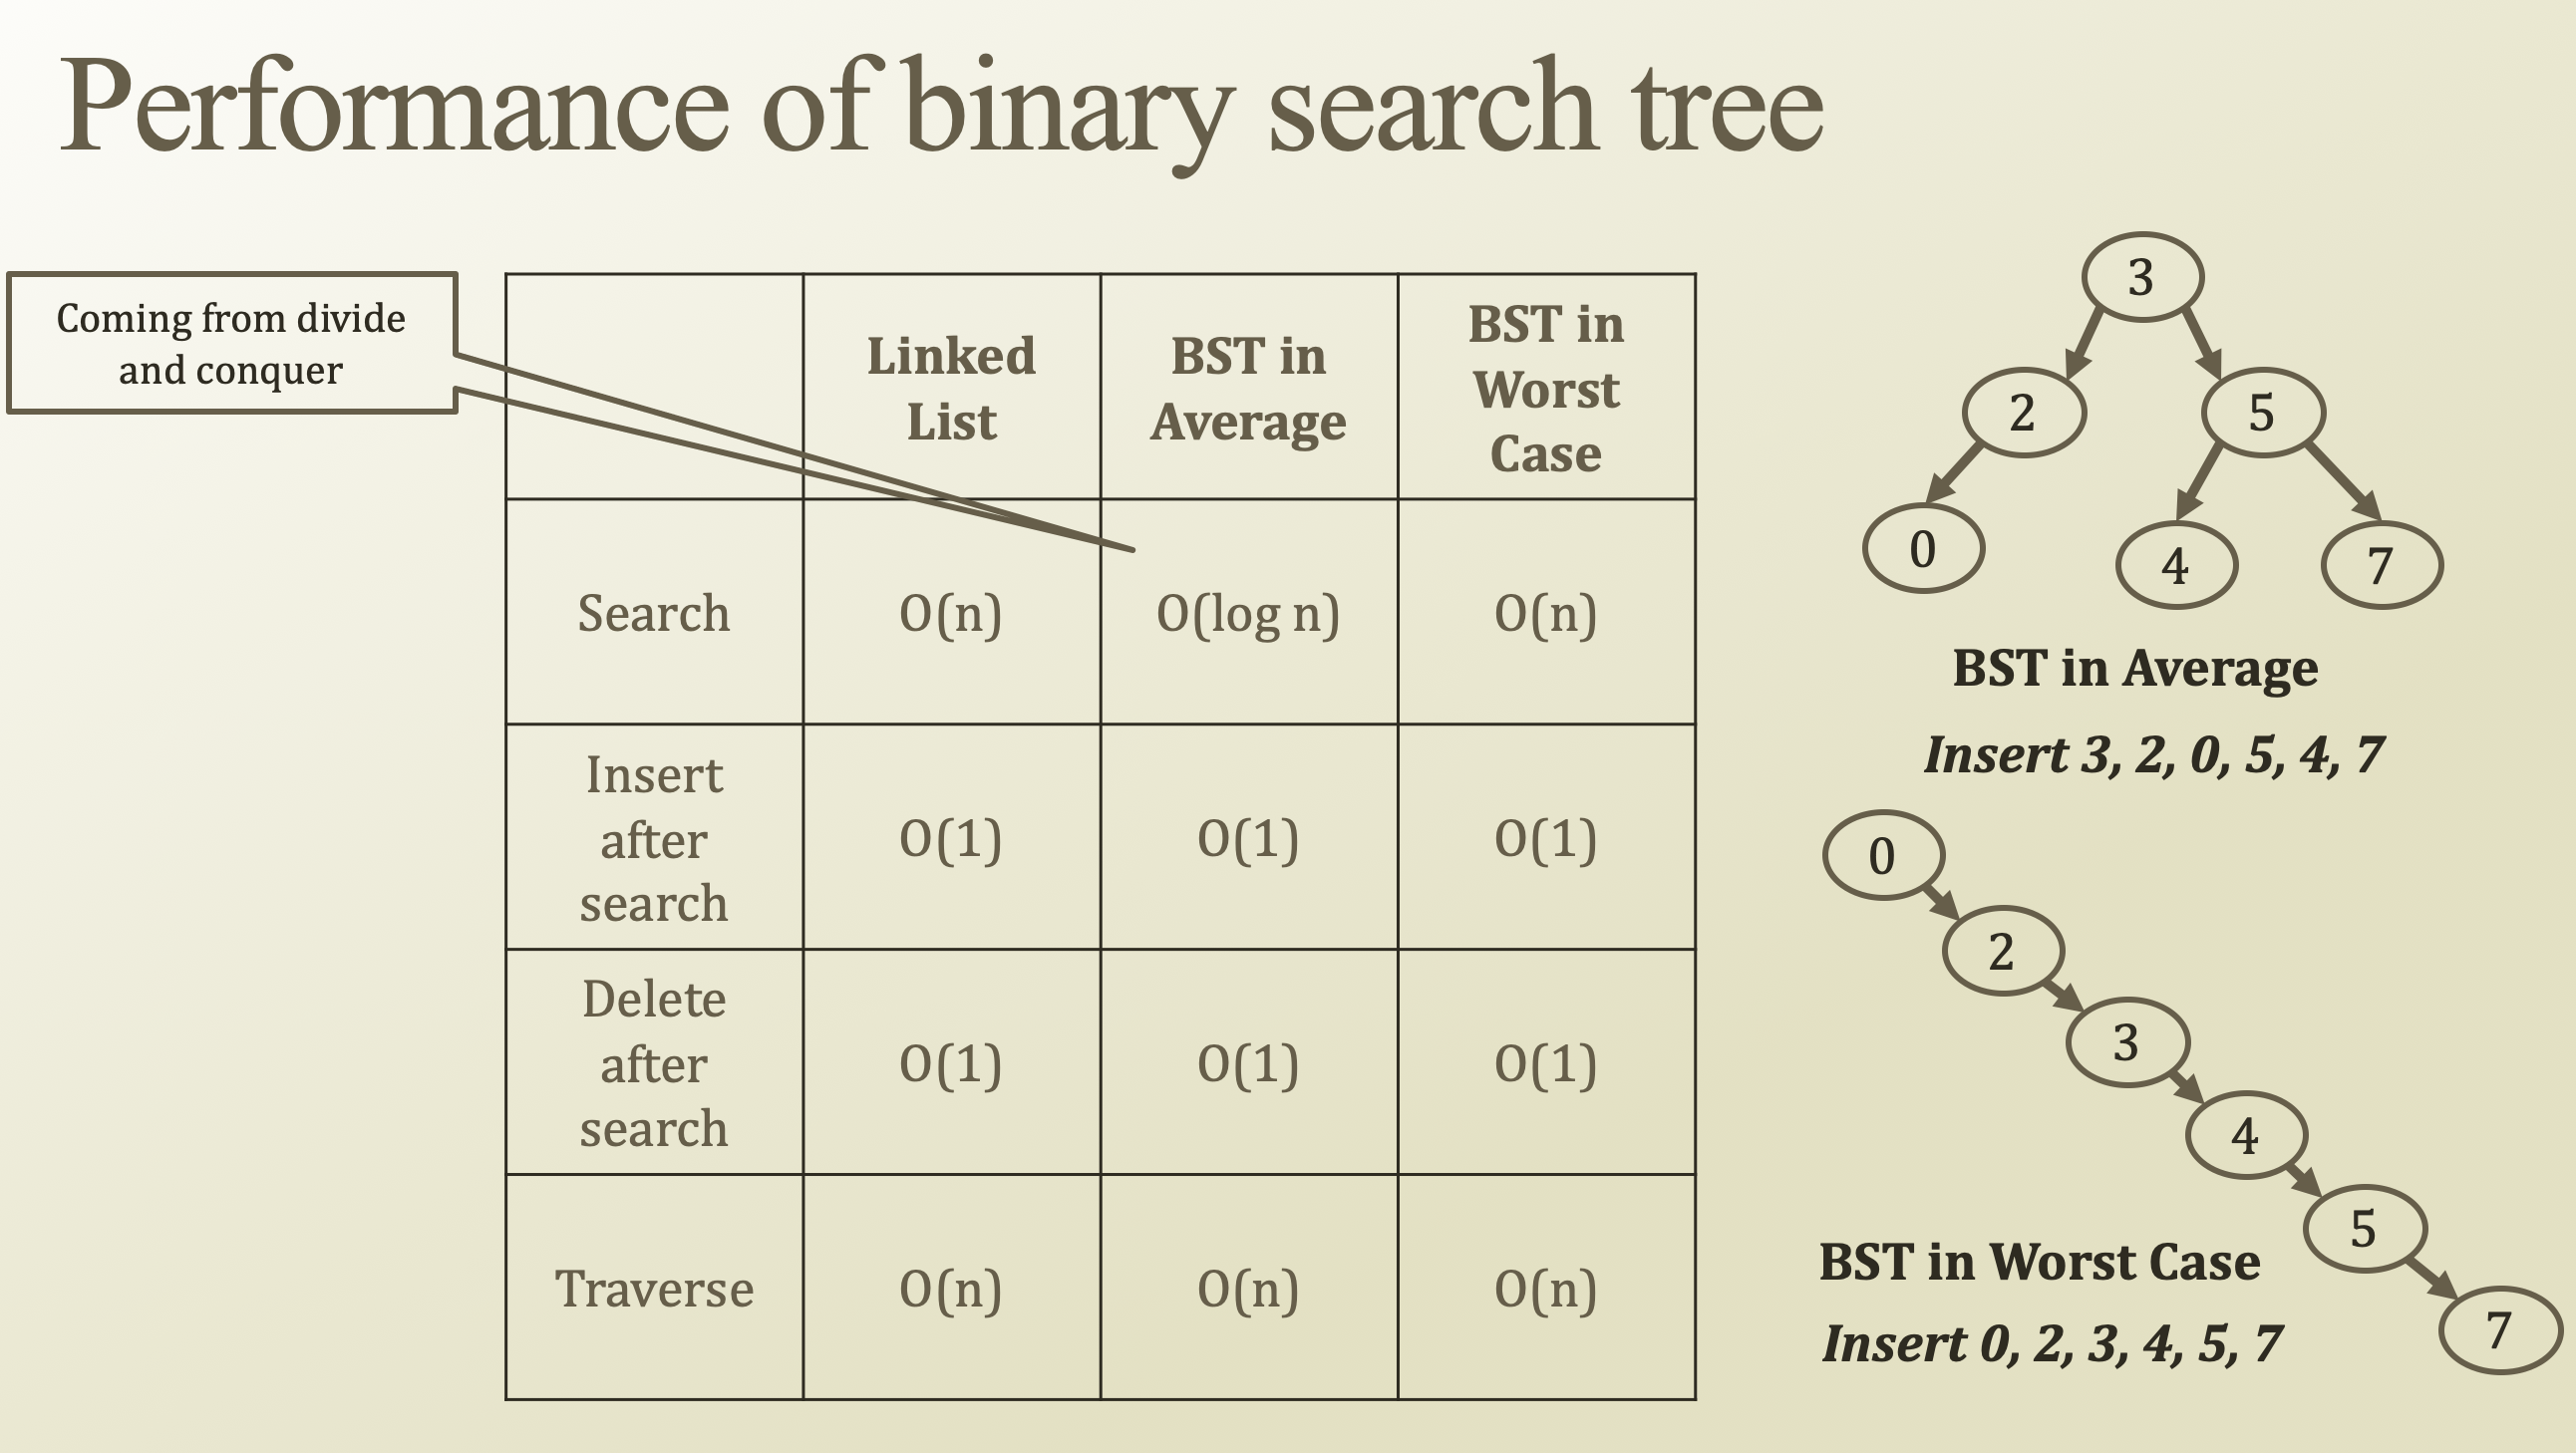 Performance of binary search tree
Coming from divide
and conquer
Linked
List
BST in
Average
BST in
Worst
Case
Search
O(n)
O(log n)
O(n)
Insert
after
search
O(1)
O(1)
O(1)
Delete
after
search
O(1)
O(1)
O(1)
Traverse
O(n)
O(n)
O(n)
3
2
5
0
4
7
BST in Average
Insert 3, 2, 0, 5, 4, 7
0
2
3
4
5
7
BST in Worst Case
Insert 0, 2, 3, 4, 5, 7